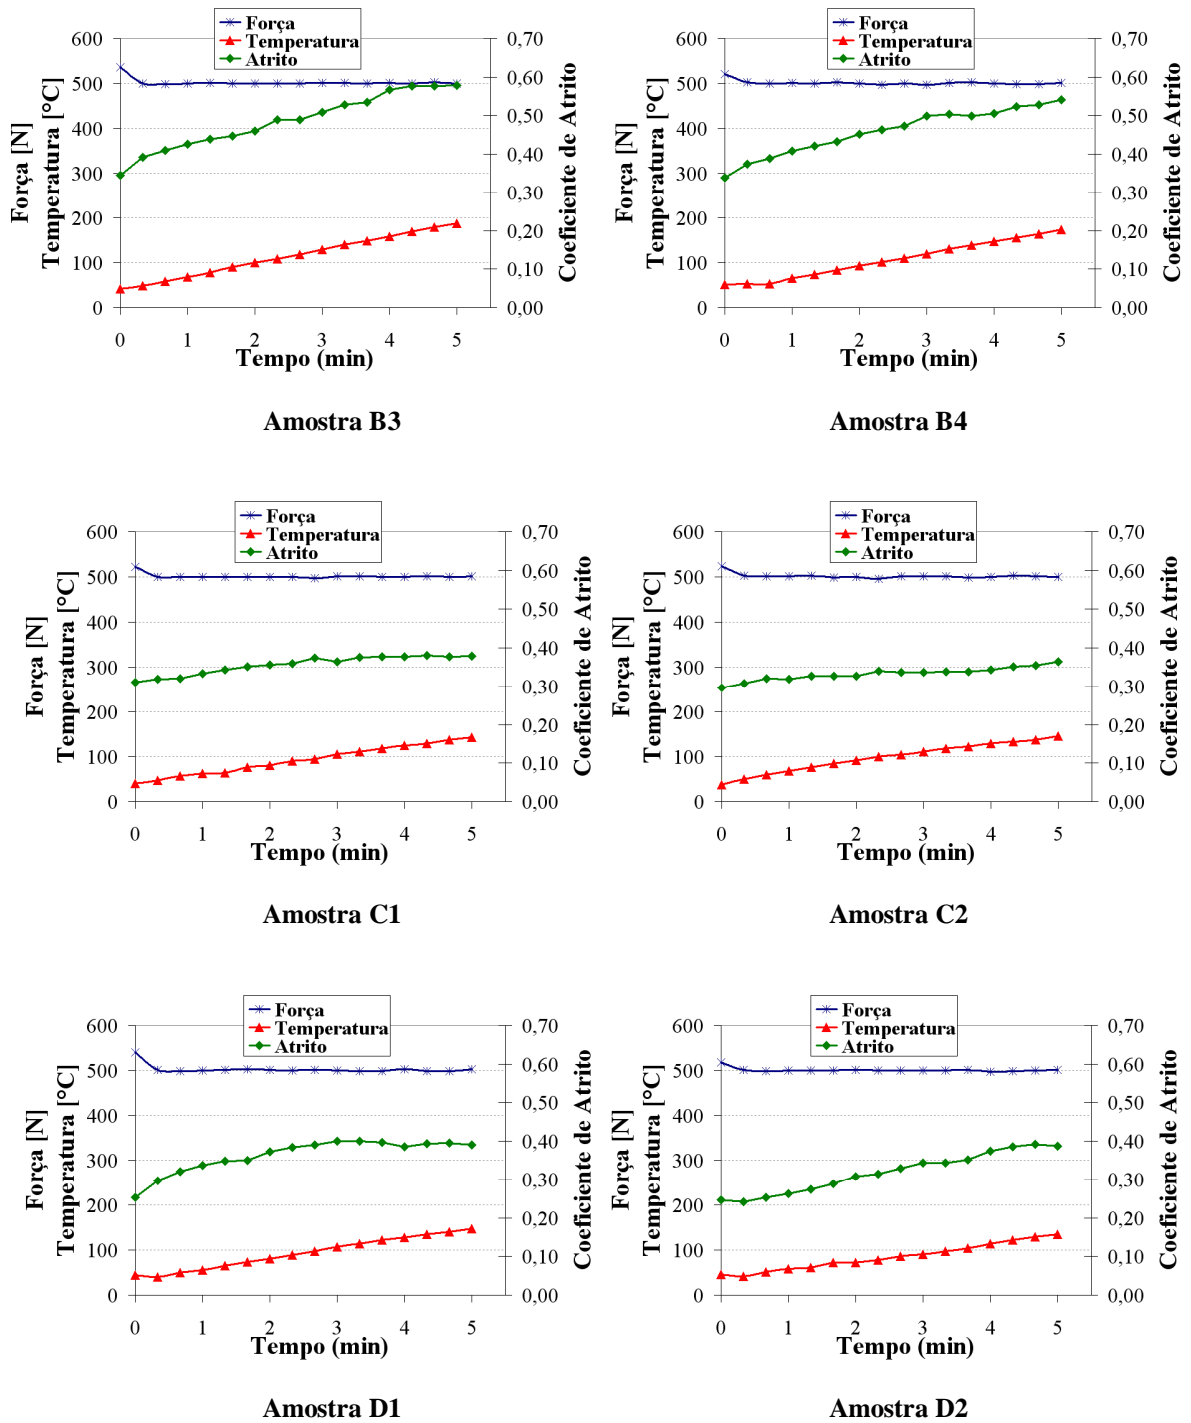 Força
Temperatura
Atrito
600
500
400
300
200
100
0
0,70
0,60
0,50
0,40
0,30
0,20
0,10
0,00
Força [N]
Temperatura [°C]
Coeficiente de Atrito
0 1 2 3 4 5
Tempo (min)
Amostra B3
Força
Temperatura
Atrito
600
500
400
300
200
100
0
0,70
0,60
0,50
0,40
0,30
0,20
0,10
0,00
Força [N]
Temperatura [°C]
Coeficiente de Atrito
0 1 2 3 4 5
Tempo (min)
Amostra B4
Força
Temperatura
Atrito
600
500
400
300
200
100
0
0,70
0,60
0,50
0,40
0,30
0,20
0,10
0,00
Força [N]
Temperatura [°C]
Coeficiente de Atrito
0 1 2 3 4 5
Tempo (min)
Amostra C1
Força
Temperatura
Atrito
600
500
400
300
200
100
0
0,70
0,60
0,50
0,40
0,30
0,20
0,10
0,00
Força [N]
Temperatura [°C]
Coeficiente de Atrito
0 1 2 3 4 5
Tempo (min)
Amostra C2
Força
Temperatura
Atrito
600
500
400
300
200
100
0
0,70
0,60
0,50
0,40
0,30
0,20
0,10
0,00
Força [N]
Temperatura [°C]
Coeficiente de Atrito
0 1 2 3 4 5
Tempo (min)
Amostra D1
Força
Temperatura
Atrito
600
500
400
300
200
100
0
0,70
0,60
0,50
0,40
0,30
0,20
0,10
0,00
Força [N]
Temperatura [°C]
Coeficiente de Atrito
0 1 2 3 4 5
Tempo (min)
Amostra D2